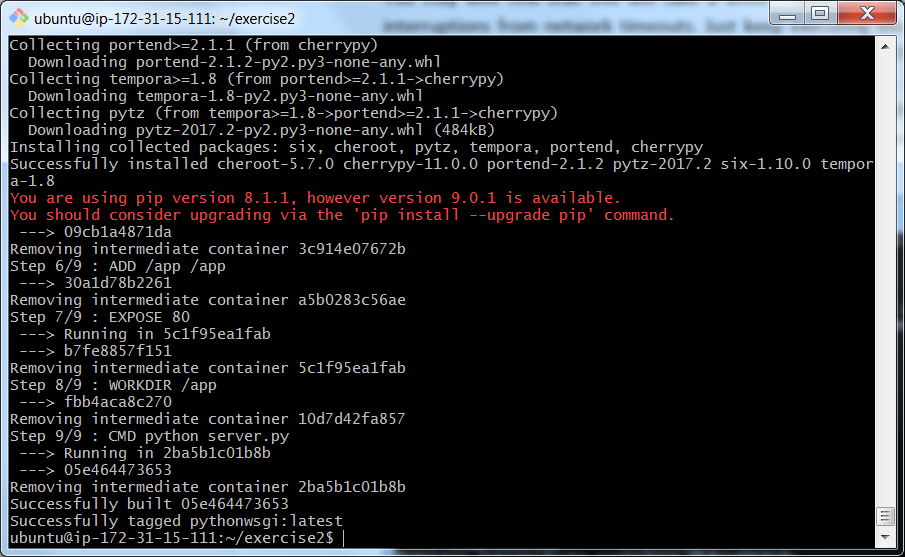 ubuntu@ip-172-31-15-111: ~/exercise2
interruptions from network timeouts. Just keep
Collecting portend>=2.1.1 (from cherrypy)
  Downloading portend-2.1.2-py2.py3-none-any.whl
Collecting tempora>=1.8 (from portend>=2.1.1->cherrypy)
  Downloading tempora-1.8-py2.py3-none-any.whl
Collecting pytz (from tempora>=1.8->portend>=2.1.1->cherrypy)
  Downloading pytz-2017.2-py2.py3-none-any.whl (484kB)
Installing collected packages: six, cheroot, pytz, tempora, portend, cherrypy
Successfully installed cheroot-5.7.0 cherrypy-11.0.0 portend-2.1.2 pytz-2017.2 six-1.10.0 tempor
a-1.8
You are using pip version 8.1.1, however version 9.0.1 is available.
You should consider upgrading via the 'pip install --upgrade pip' command.
 ---> 09cb1a4871da
Removing intermediate container 3c914e07672b
Step 6/9 : ADD /app /app
 ---> 30a1d78b2261
Removing intermediate container a5b0283c56ae
Step 7/9 : EXPOSE 80
 ---> Running in 5c1f95ea1fab
 ---> b7fe8857f151
Removing intermediate container 5c1f95ea1fab
Step 8/9 : WORKDIR /app
 ---> fbb4aca8c270
Removing intermediate container 10d7d42fa857
Step 9/9 : CMD python server.py
 ---> Running in 2ba5b1c01b8b
 ---> 05e464473653
Removing intermediate container 2ba5b1c01b8b
Successfully built 05e464473653
Successfully tagged pythonwsgi:latest
ubuntu@ip-172-31-15-111:~/exercise2$